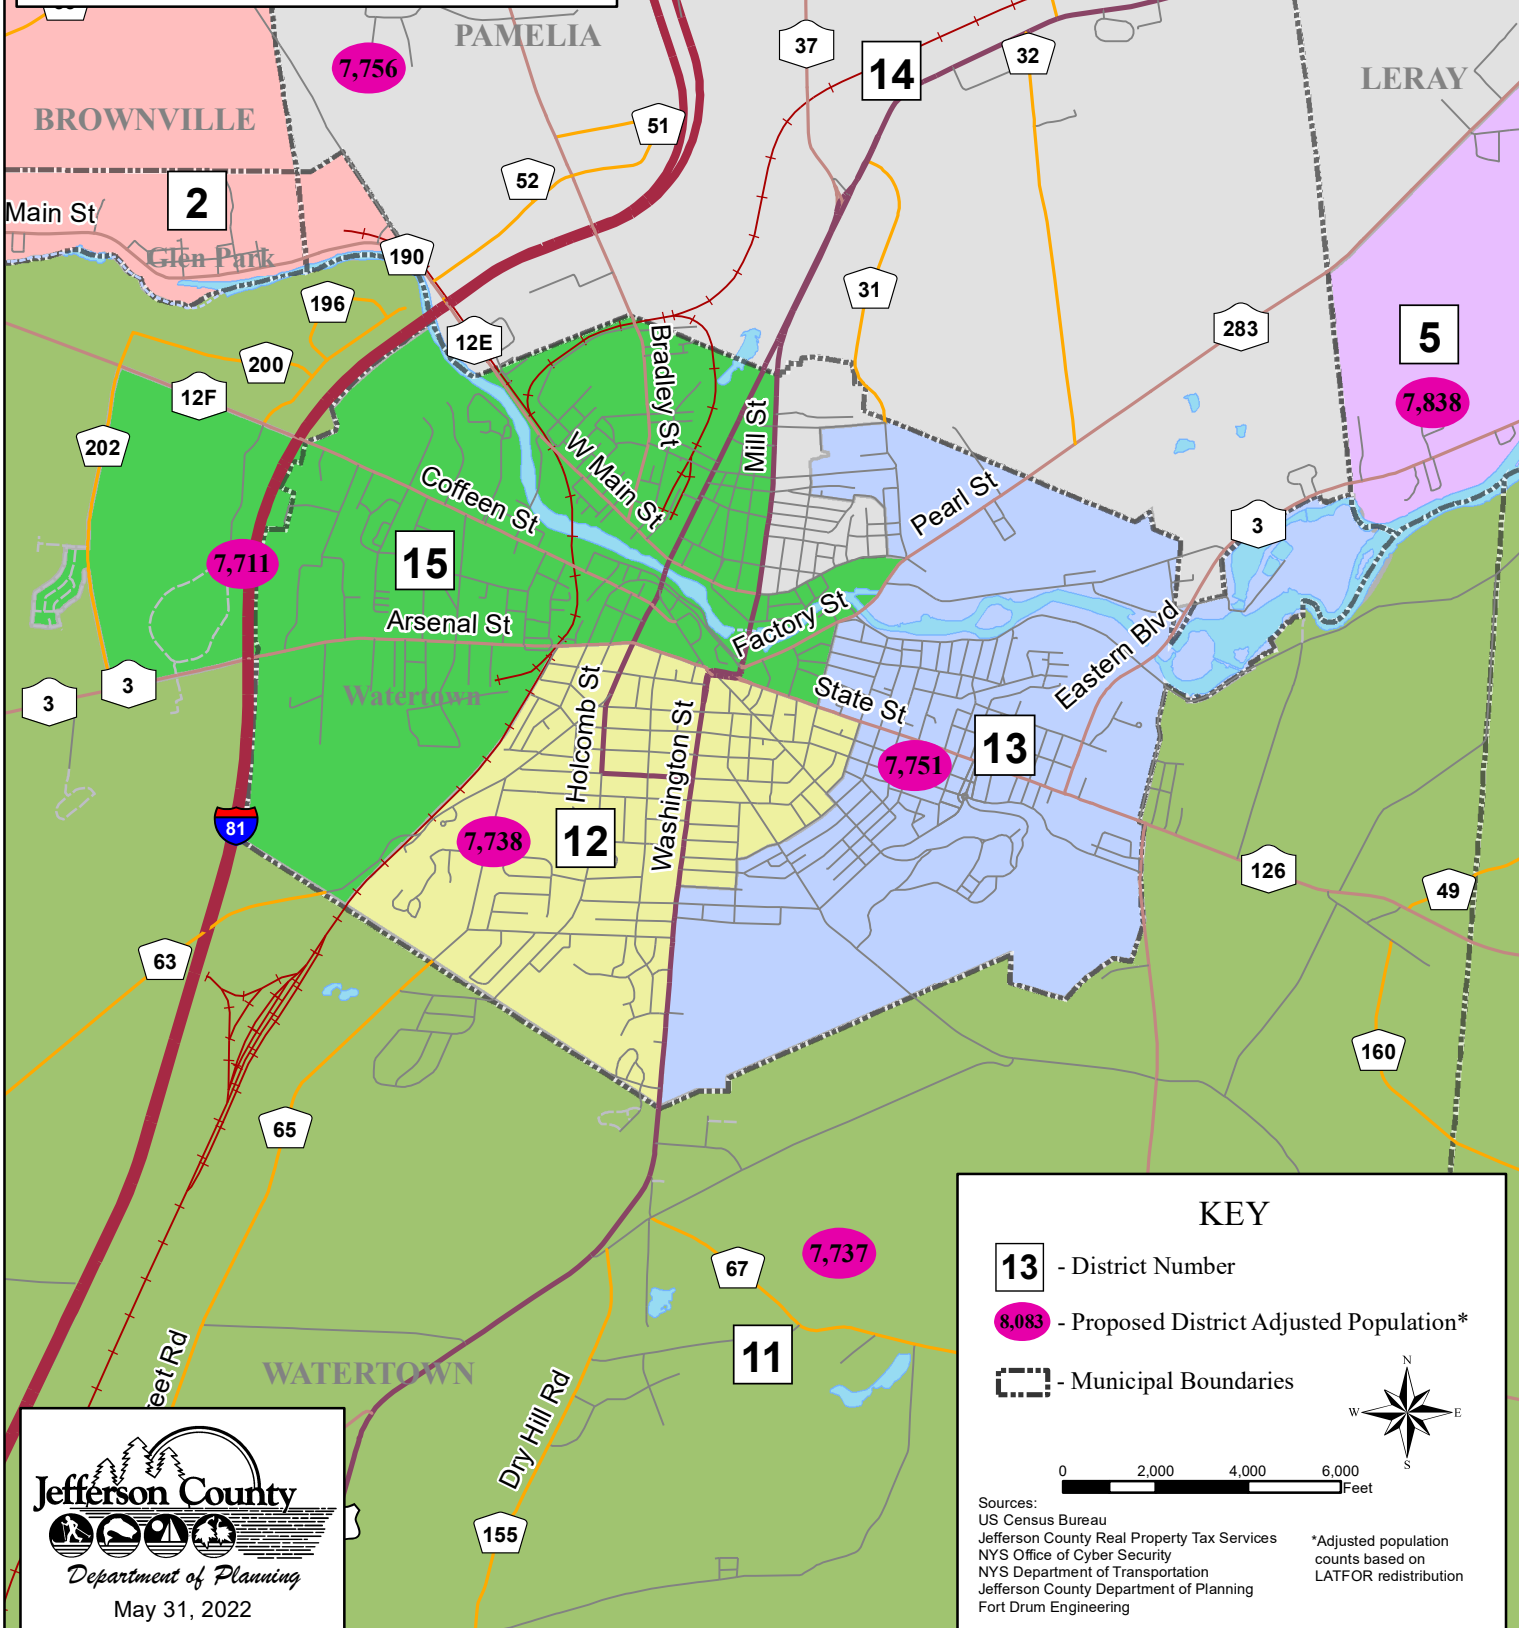 PAMELIA
37
14
32
LERAY
7,756
BROWNVILLE
51
52
2
Main St
Glen Park
190
196
31
283
5
12E
Bradley St
200
7,838
12F
Mill St
202
W Main St
Coffeen St
Pearl St
3
7,711
15
Arsenal St
Factory St
Eastern Blvd
3
3
Watertown
Holcomb St
State St
Washington St
13
7,751
81
7,738
12
126
49
63
160
65
7,737
67
11
WATERTOWN
eet Rd
Dry Hill Rd
155
KEY
13 - District Number
8,083 - Proposed District Adjusted Population*
- Municipal Boundaries
N
W E
S
0 2,000 4,000 6,000
Feet
Sources:
US Census Bureau
Jefferson County Real Property Tax Services
NYS Office of Cyber Security
NYS Department of Transportation
Jefferson County Department of Planning
Fort Drum Engineering
*Adjusted population
counts based on
LATFOR redistribution
Jefferson County
Department of Planning
May 31, 2022